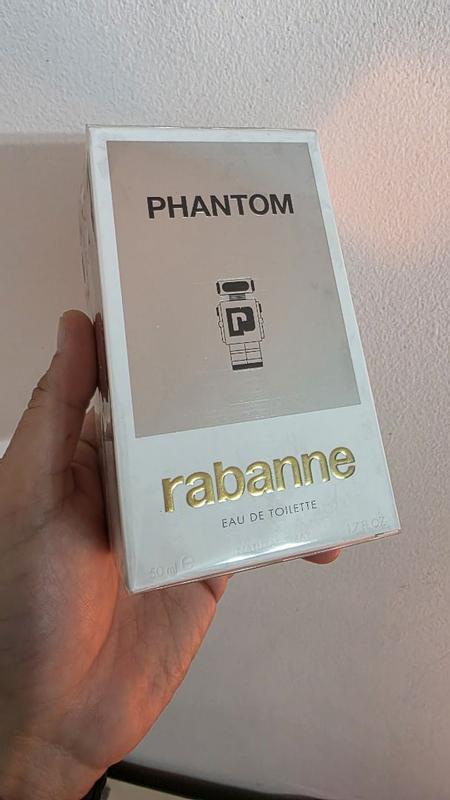 PHANTOM
rabanne
EAU DE TOILETTE
50 ml e 1.7 FL.OZ.